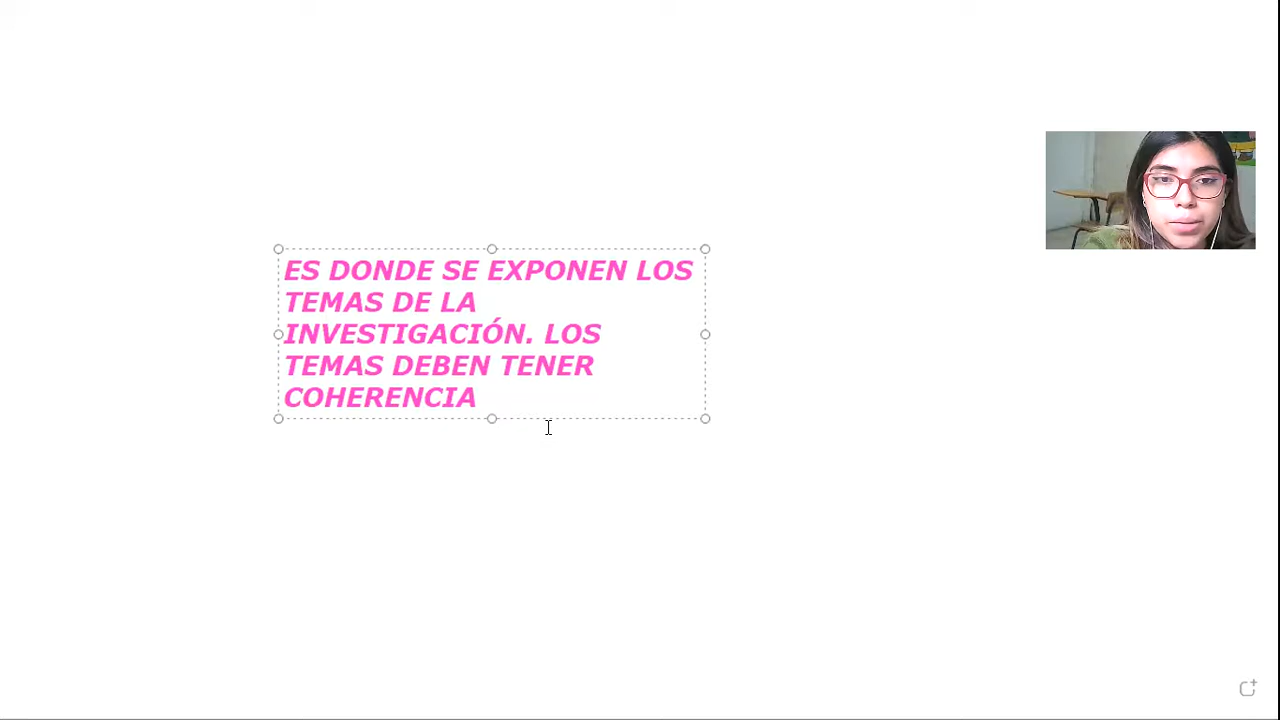 ES DONDE SE EXPONEN LOS
TEMAS DE LA
INVESTIGACIÓN. LOS
TEMAS DEBEN TENER
COHERENCIA